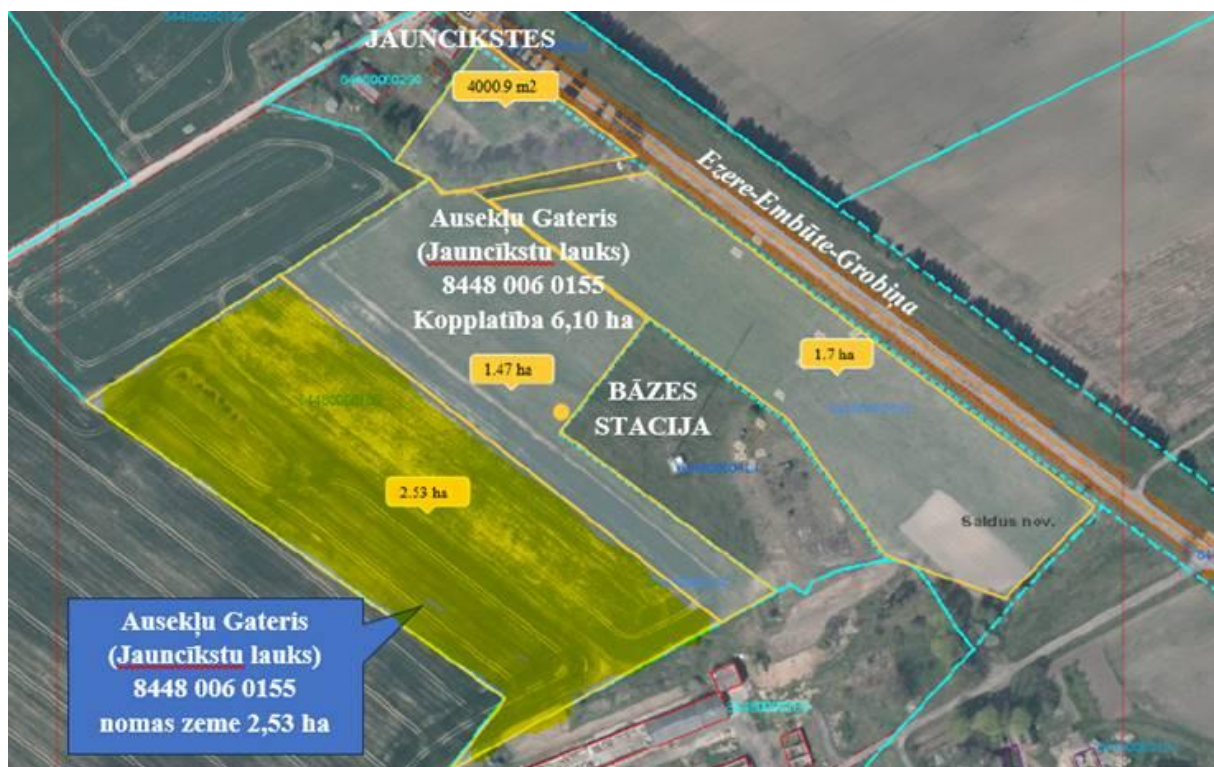 JAUNCĪKSTES
4000.9 m2
Ezere-Embūte-Grobiņa
Ausekļu Gateris
(Jauncīkstu lauks)
8448 006 0155
Kopplatība 6,10 ha
1.47 ha
1.7 ha
BĀZES
STACIJA
2.53 ha
Saldus nov.
Ausekļu Gateris
(Jauncīkstu lauks)
8448 006 0155
nomas zeme 2,53 ha